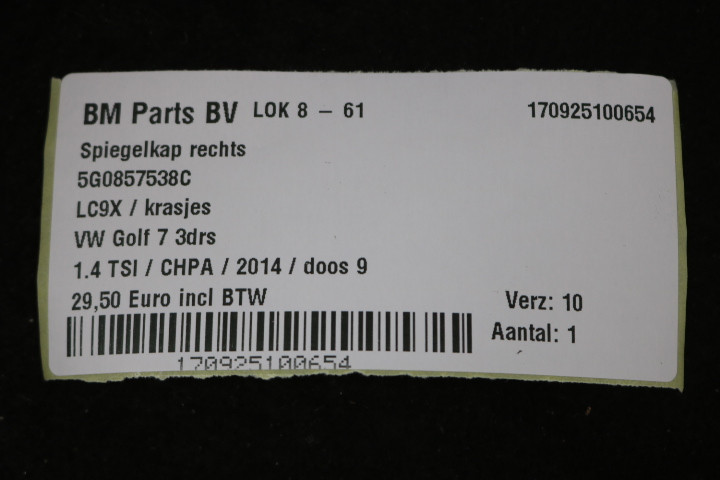 BM Parts BV LOK 8 – 61 170925100654
Spiegelkap rechts
5G0857538C
LC9X / krasjes
VW Golf 7 3drs
1.4 TSI / CHPA / 2014 / doos 9
29,50 Euro incl BTW Verz: 10
Aantal: 1
170925100654